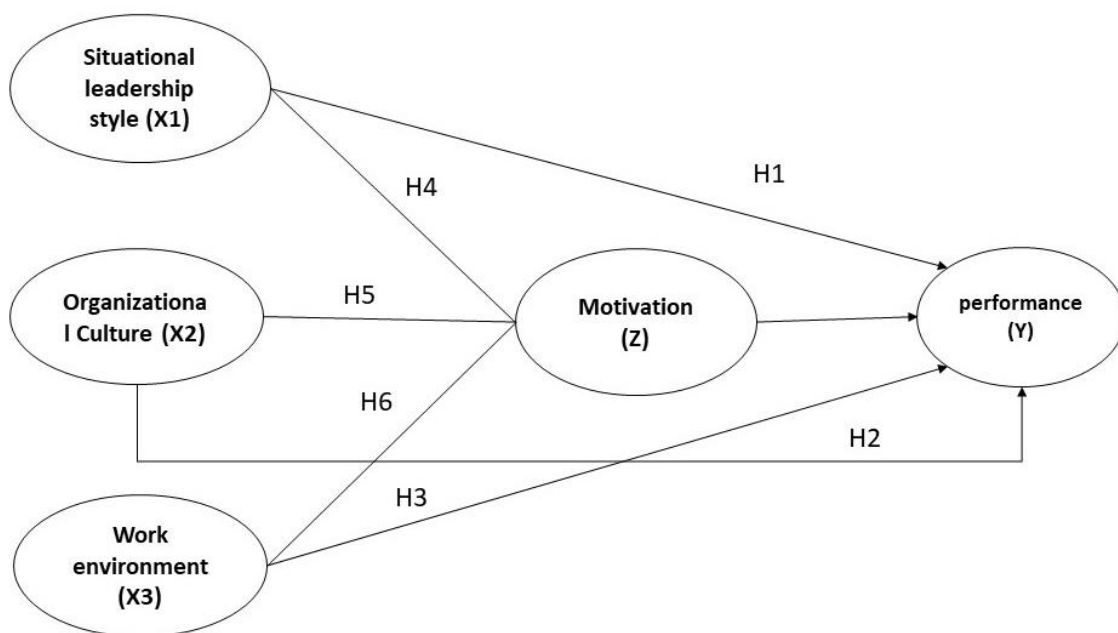 Situational
leadership
style (X1)
H1
H4
Organizationa
l Culture (X2)
H5
Motivation
(Z)
performance
(Y)
H6
H2
H3
Work
environment
(X3)